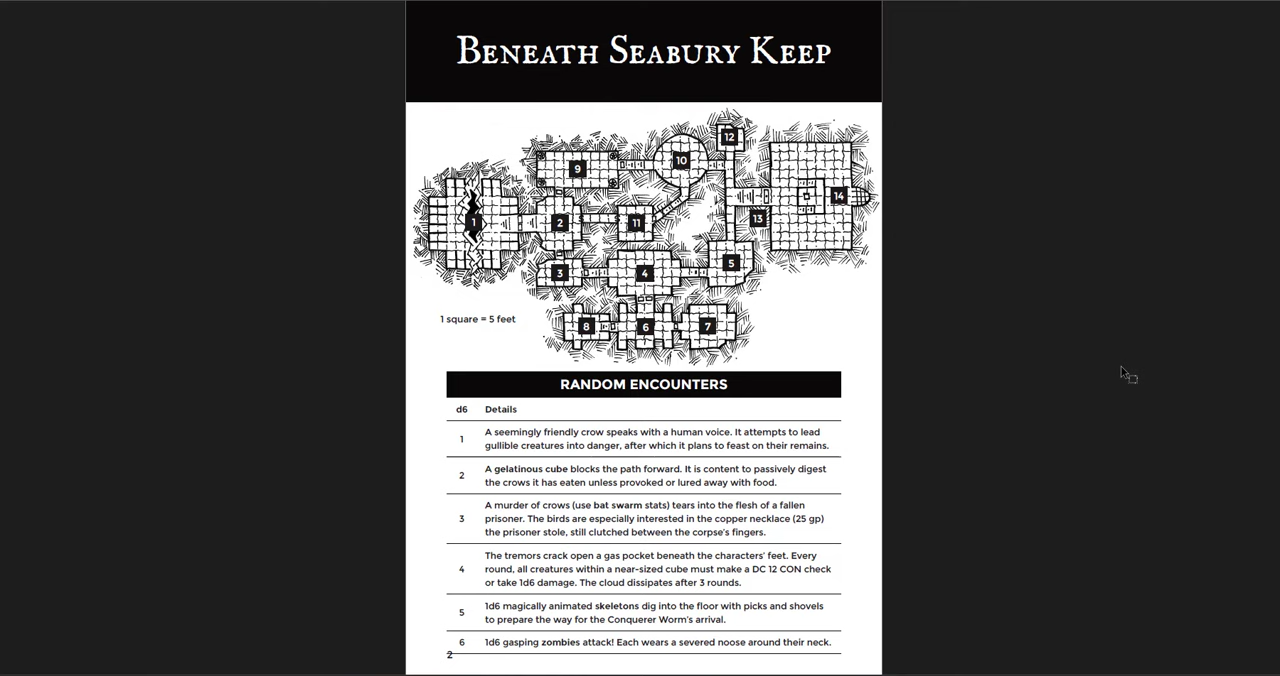 Beneath Seabury Keep
12
10
9
14
1
2
11
13
5
3
4
1 square = 5 feet
8
6
7
RANDOM ENCOUNTERS
d6 Details
1 A seemingly friendly crow speaks with a human voice. It attempts to lead
gullible creatures into danger, after which it plans to feast on their remains.
2 A gelatinous cube blocks the path forward. It is content to passively digest
the crows it has eaten unless provoked or lured away with food.
3 A murder of crows (use bat swarm stats) tears into the flesh of a fallen
prisoner. The birds are especially interested in the copper necklace (25 gp)
the prisoner stole, still clutched between the corpse's fingers.
4 The tremors crack open a gas pocket beneath the characters' feet. Every
round, all creatures within a near-sized cube must make a DC 12 CON check
or take 1d6 damage. The cloud dissipates after 3 rounds.
5 1d6 magically animated skeletons dig into the floor with picks and shovels
to prepare the way for the Conquerer Worm's arrival.
6 1d6 gasping zombies attack! Each wears a severed noose around their neck.
2